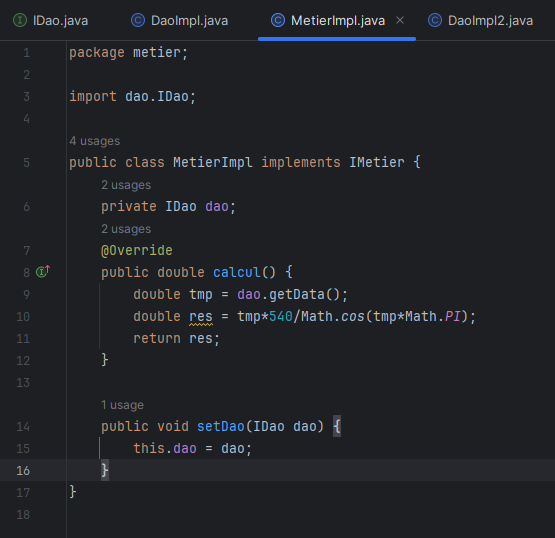 IDao.java DaoImpl.java MetierImpl.java × DaoImpl2.java
1 package metier;
2
3 import dao.IDao;
4
4 usages
5 public class MetierImpl implements IMetier {
2 usages
6 private IDao dao;
2 usages
7 @Override
8 public double calcul() {
9 double tmp = dao.getData();
10 double res = tmp*540/Math.cos(tmp*Math.PI);
11 return res;
12 }
13
1 usage
14 public void setDao(IDao dao) {
15 this.dao = dao;
16 }
17 }
18